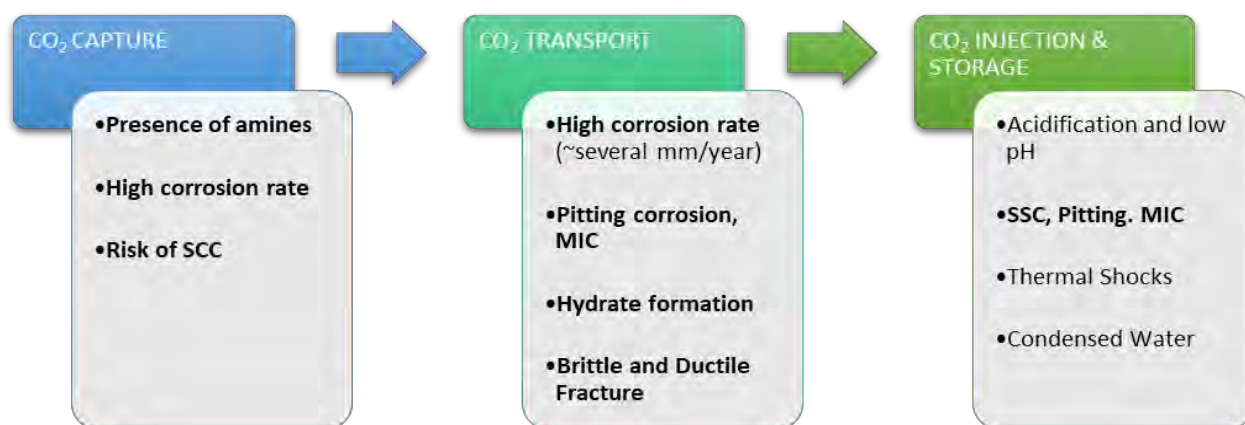 CO₂ CAPTURE
•Presence of amines
•High corrosion rate
•Risk of SCC
CO₂ TRANSPORT
•High corrosion rate
(~several mm/year)
•Pitting corrosion,
MIC
•Hydrate formation
•Brittle and Ductile
Fracture
CO₂ INJECTION &
STORAGE
•Acidification and low
pH
•SSC, Pitting. MIC
•Thermal Shocks
•Condensed Water